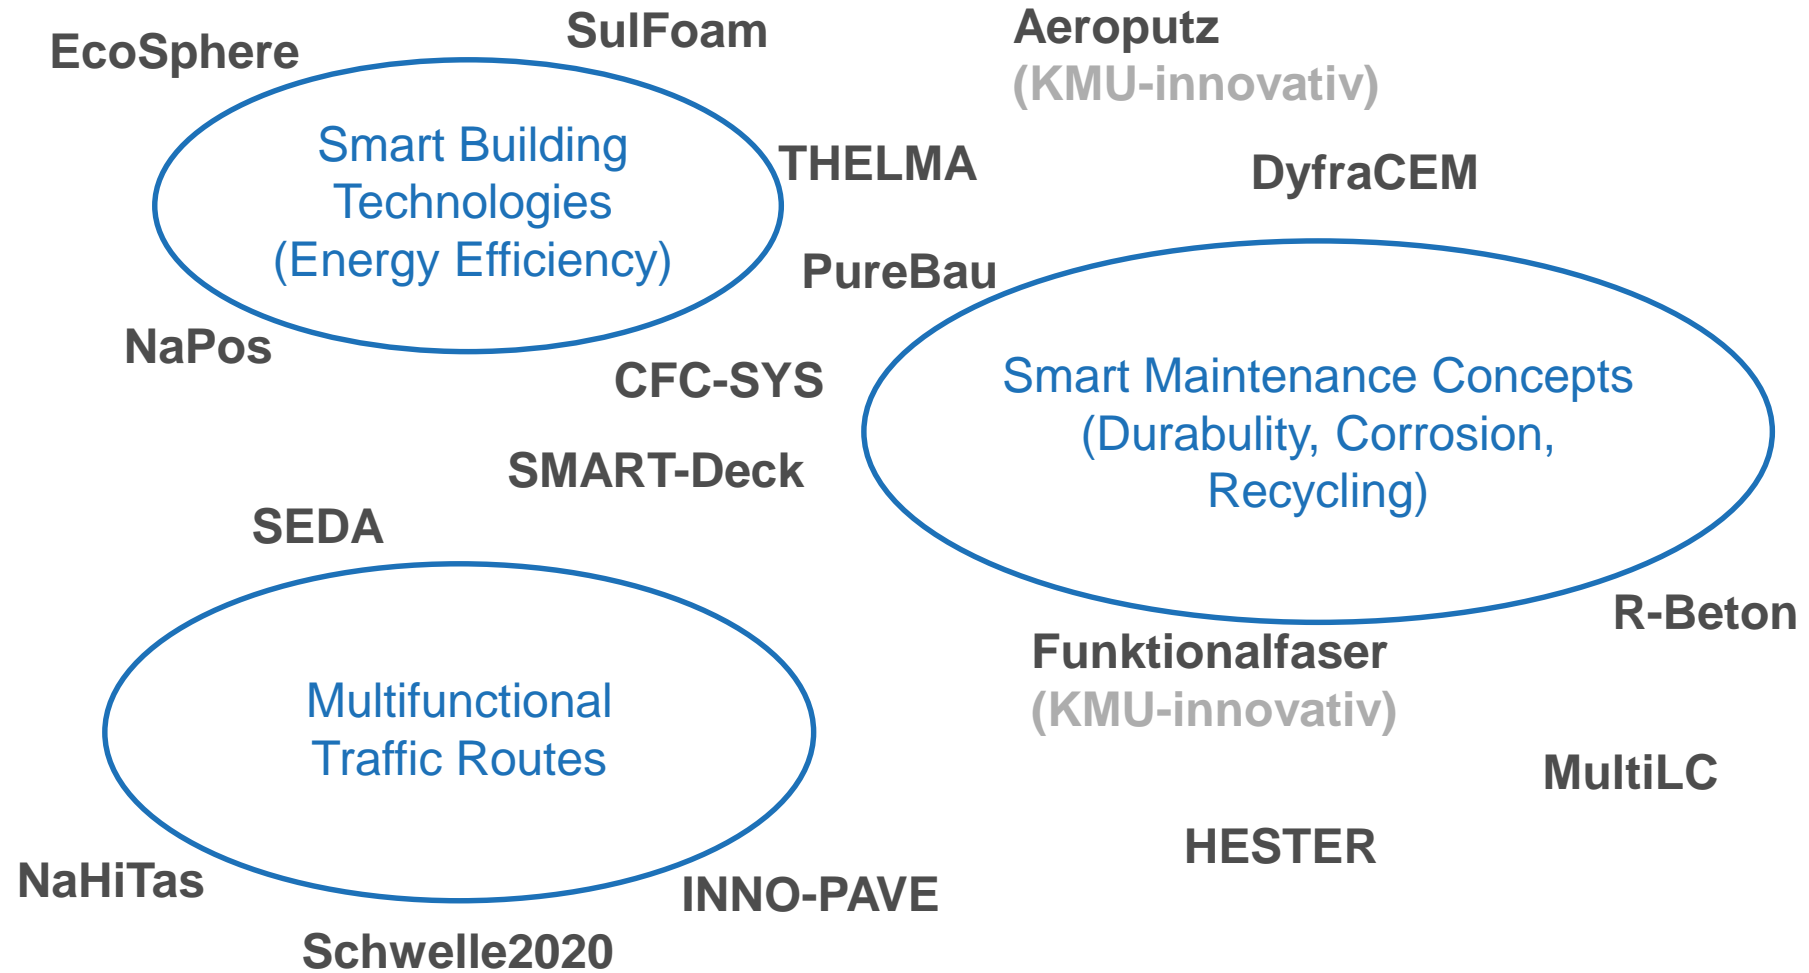 SulFoam
Aeroputz
(KMU-innovativ)
EcoSphere
Smart Building
Technologies
(Energy Efficiency)
THELMA
DyfraCEM
PureBau
NaPos
CFC-SYS
Smart Maintenance Concepts
(Durabulity, Corrosion,
Recycling)
SMART-Deck
SEDA
R-Beton
Funktionalfaser
(KMU-innovativ)
Multifunctional
Traffic Routes
MultiLC
HESTER
NaHiTas
INNO-PAVE
Schwelle2020